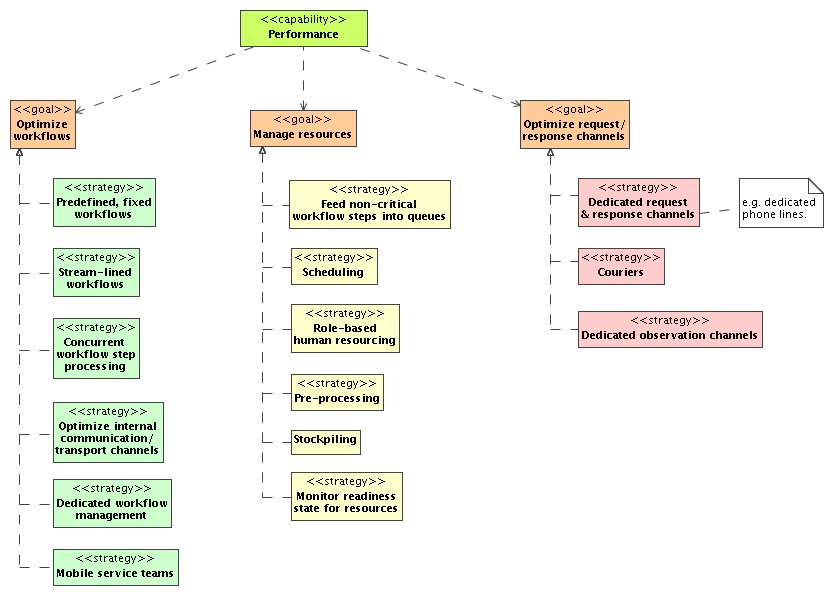 <<capability>>
Performance
<<goal>>
Optimize
workflows
<<strategy>>
Predefined, fixed
workflows
<<strategy>>
Stream-lined
workflows
<<strategy>>
Concurrent
workflow step
processing
<<strategy>>
Optimize internal
communication/
transport channels
<<strategy>>
Dedicated workflow
management
<<strategy>>
Mobile service teams
<<goal>>
Manage resources
<<strategy>>
Feed non-critical
workflow steps into queues
<<strategy>>
Scheduling
<<strategy>>
Role-based
human resourcing
<<strategy>>
Pre-processing
Stockpiling
<<strategy>>
Monitor readiness
state for resources
<<goal>>
Optimize request/
response channels
<<strategy>>
Dedicated request
& response channels
e.g. dedicated
phone lines.
<<strategy>>
Couriers
<<strategy>>
Dedicated observation channels